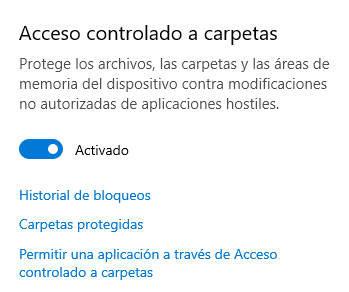 Acceso controlado a carpetas
Protege los archivos, las carpetas y las áreas de
memoria del dispositivo contra modificaciones
no autorizadas de aplicaciones hostiles.
Activado
Historial de bloqueos
Carpetas protegidas
Permitir una aplicación a través de Acceso
controlado a carpetas